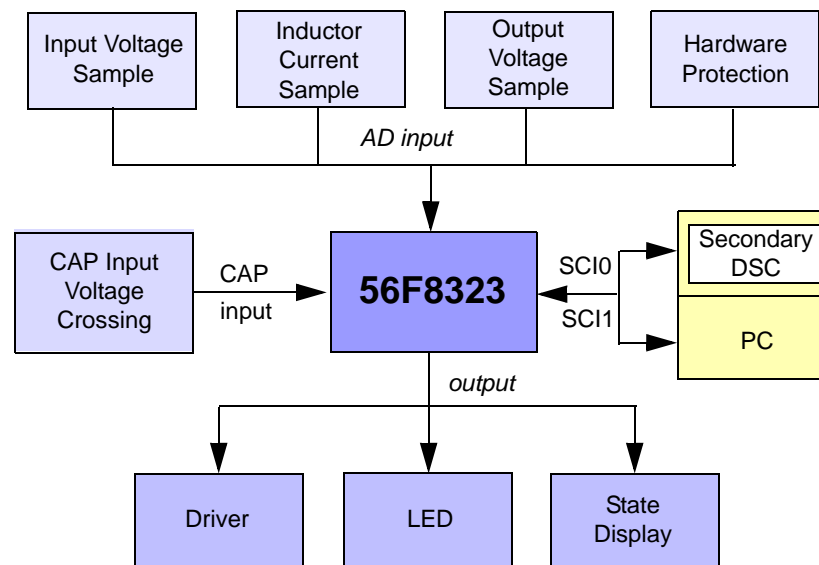 Input Voltage
Sample
Inductor
Current
Sample
Output
Voltage
Sample
Hardware
Protection
AD input
CAP Input
Voltage
Crossing
CAP
input
56F8323
SCI0
SCI1
Secondary
DSC
PC
output
Driver
LED
State
Display